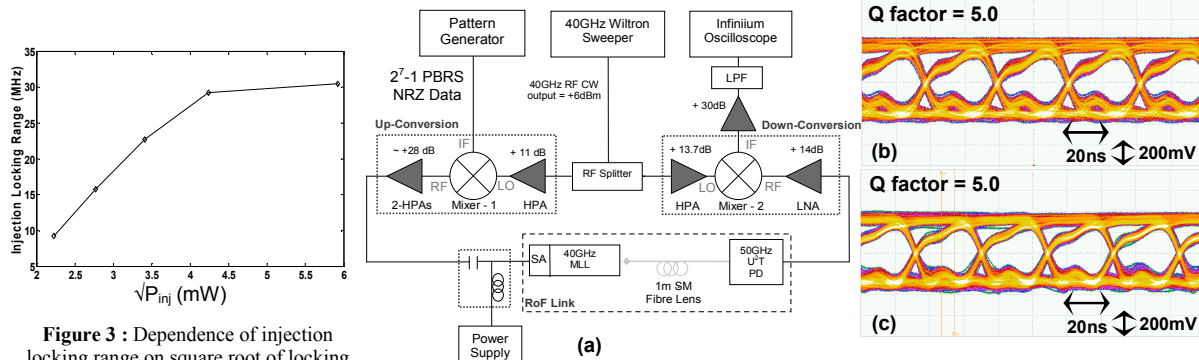 35
30
25
20
15
10
5
2 2.5 3 3.5 4 4.5 5 5.5 6
Injection Locking Range (MHz)
√P_inj (mW)
Figure 3 : Dependence of injection
locking range on square root of locking
Pattern
Generator
40GHz Wiltron
Sweeper
Infiniium
Oscilloscope
2^7-1 PBRS
NRZ Data
40GHz RF CW
output = +6dBm
LPF
+ 30dB
Up-Conversion
Down-Conversion
~ +28 dB
IF
+ 11 dB
+ 13.7dB
IF
+ 14dB
RF
LO
RF Splitter
LO
RF
2-HPAs
Mixer - 1
HPA
HPA
Mixer - 2
LNA
SA
40GHz
MLL
50GHz
U²T
PD
1m SM
Fibre Lens
RoF Link
Power
Supply
(a)
Q factor = 5.0
(b)
20ns
200mV
Q factor = 5.0
(c)
20ns
200mV